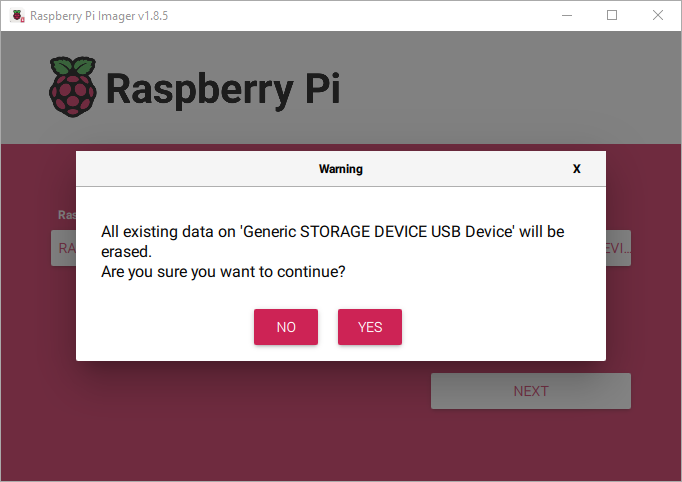 Raspberry Pi Imager v1.8.5
Raspberry Pi
Warning
X
Ras
All existing data on 'Generic STORAGE DEVICE USB Device' will be
erased.
Are you sure you want to continue?
RA
EVI...
NO
YES
NEXT